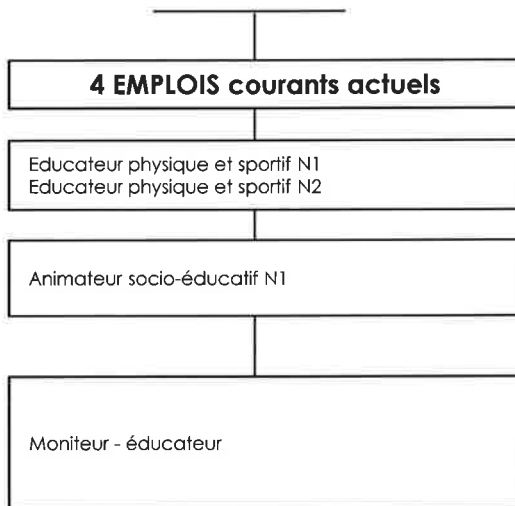 4 EMPLOIS courants actuels
Educateur physique et sportif N1
Educateur physique et sportif N2
Animateur socio-éducatif N1
Moniteur - éducateur